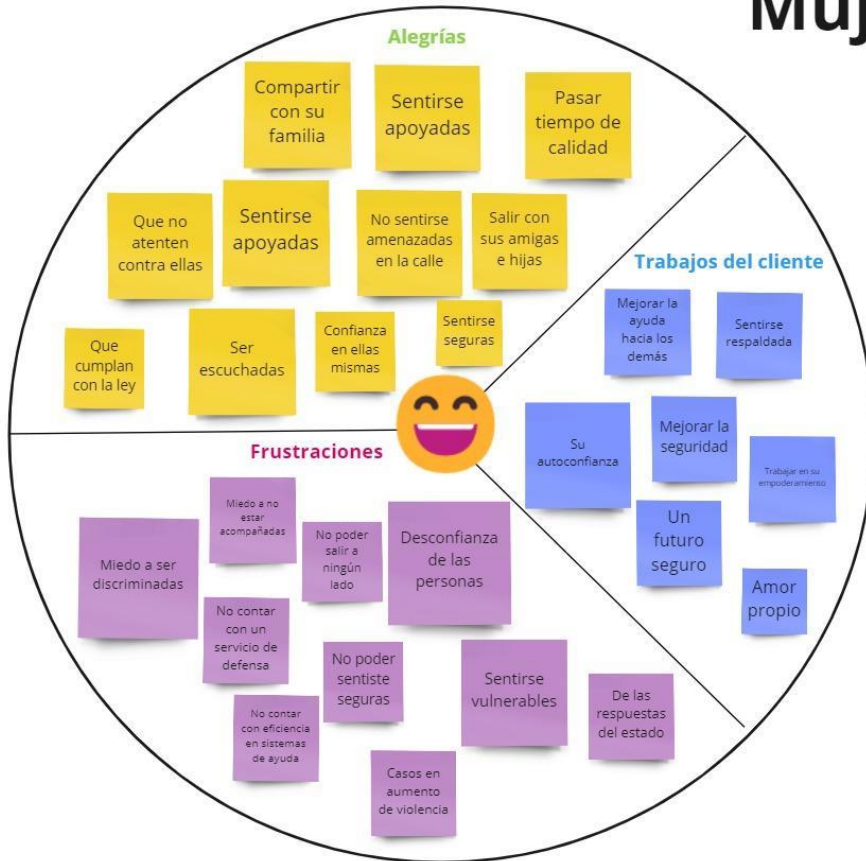 Muj
Alegrías
Compartir
con su
familia
Sentirse
apoyadas
Pasar
tiempo de
calidad
Que no
atenten
contra ellas
Sentirse
apoyadas
No sentirse
amenazadas
en la calle
Salir con
sus amigas
e hijas
Que
cumplan
con la ley
Ser
escuchadas
Confianza
en ellas
mismas
Sentirse
seguras
Trabajos del cliente
Mejorar la
ayuda
hacia los
demás
Sentirse
respaldada
Su
autoconfianza
Mejorar la
seguridad
Trabajar en su
empoderamiento
Un
futuro
seguro
Amor
propio
Frustraciones
Miedo a ser
discriminadas
Miedo a no
estar
acompañadas
No poder
salir a
ningún
lado
Desconfianza
de las
personas
No contar
con un
servicio de
defensa
No poder
sentiste
seguras
Sentirse
vulnerables
De las
respuestas
del estado
No contar
con eficiencia
en sistemas
de ayuda
Casos en
aumento
de violencia